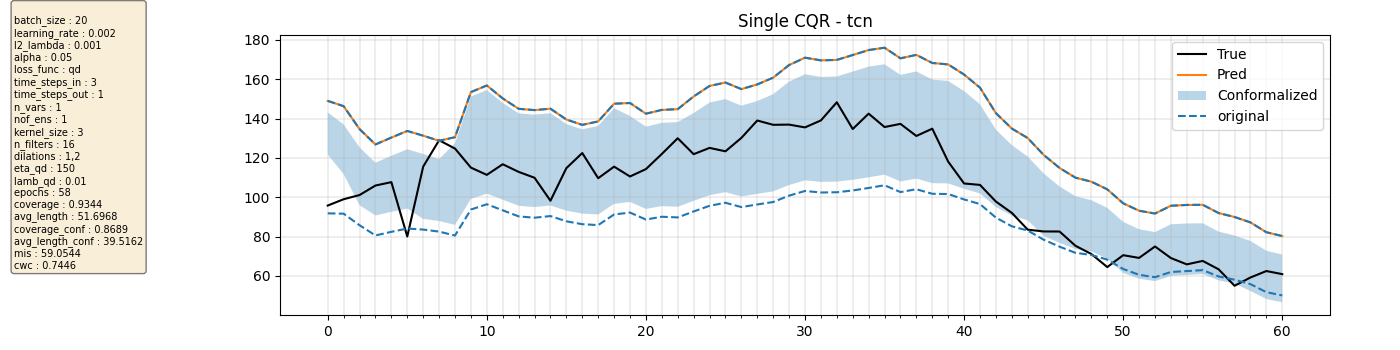 batch_size : 20
learning_rate : 0.002
l2_lambda : 0.001
alpha : 0.05
loss_func : qd
time_steps_in : 3
time_steps_out : 1
n_vars : 1
nof_ens : 1
kernel_size : 3
n_filters : 16
dilations : 1,2
eta_qd : 150
lamb_qd : 0.01
epochs : 58
coverage : 0.9344
avg_length : 51.6968
coverage_conf : 0.8689
avg_length_conf : 39.5162
mis : 59.0544
cwc : 0.7446
Single CQR - tcn
180
160
140
120
100
80
60
0 10 20 30 40 50 60
True
Pred
Conformalized
original